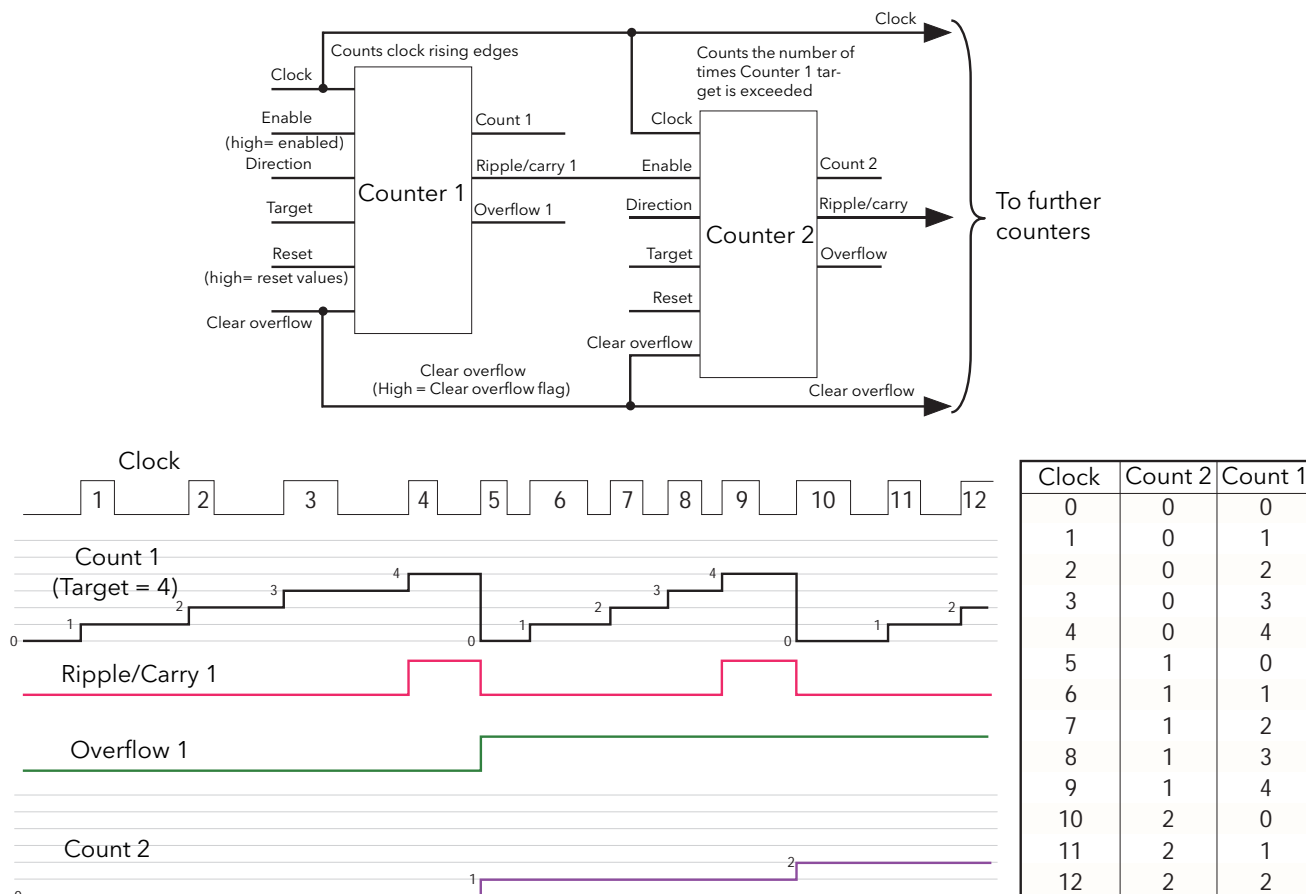 Clock
Counts clock rising edges
Counts the number of
times Counter 1 tar-
get is exceeded
Clock
Enable
(high= enabled)
Direction
Target
Reset
(high= reset values)
Clear overflow
Counter 1
Count 1
Ripple/carry 1
Overflow 1
Clock
Enable
Direction
Target
Reset
Clear overflow
Counter 2
Count 2
Ripple/carry
Overflow
To further
counters
Clear overflow
(High = Clear overflow flag)
Clear overflow
Clock
1 2 3 4 5 6 7 8 9 10 11 12
Count 1
(Target = 4)
0 1 2 3 4 0 1 2 3 4 0 1 2
Ripple/Carry 1
Overflow 1
Count 2
1 2
Clock Count 2 Count 1
0 0 0
1 0 1
2 0 2
3 0 3
4 0 4
5 1 0
6 1 1
7 1 2
8 1 3
9 1 4
10 2 0
11 2 1
12 2 2